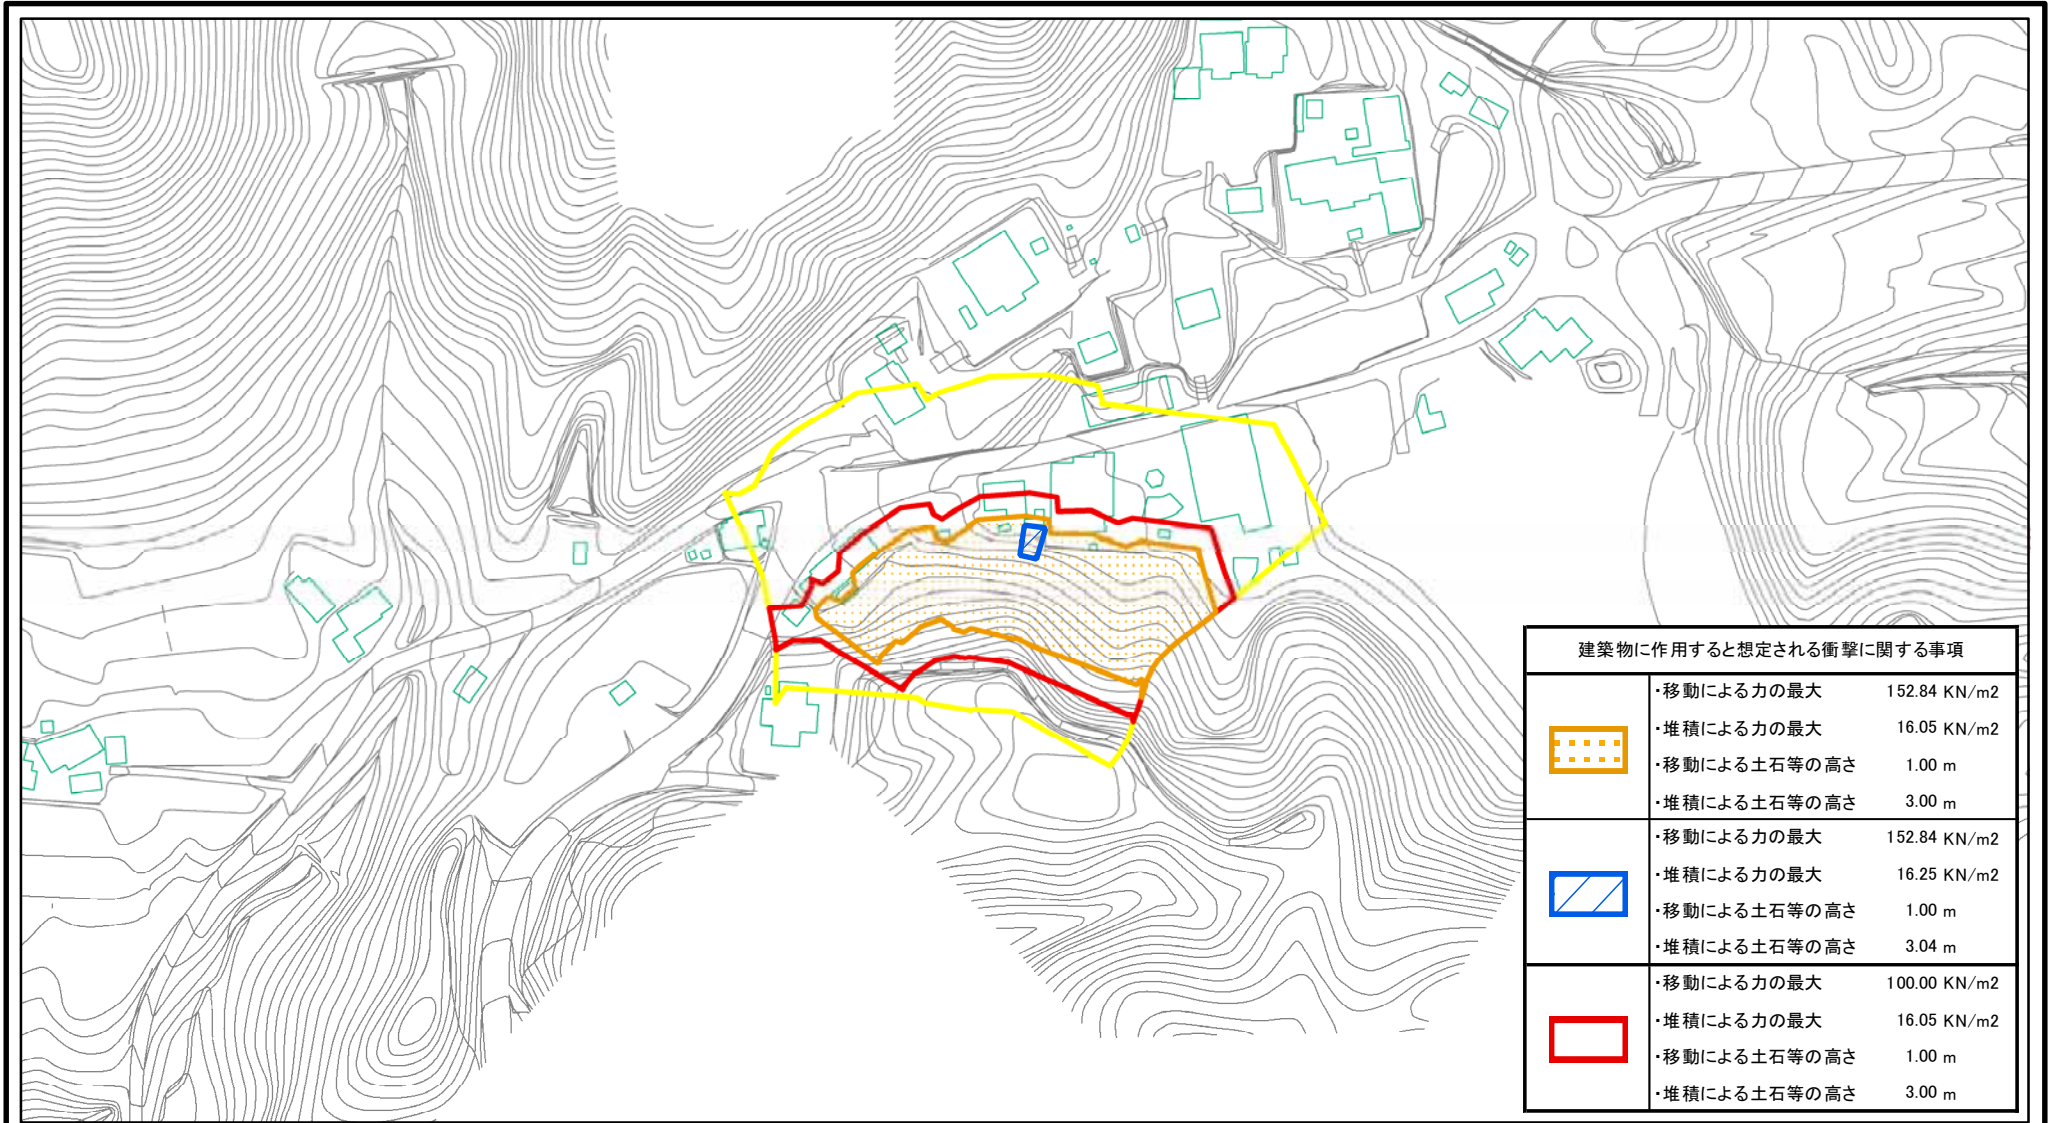 建築物に作用すると想定される衝撃に関する事項
・移動による力の最大 152.84 KN/m2
・堆積による力の最大 16.05 KN/m2
・移動による土石等の高さ 1.00 m
・堆積による土石等の高さ 3.00 m
・移動による力の最大 152.84 KN/m2
・堆積による力の最大 16.25 KN/m2
・移動による土石等の高さ 1.00 m
・堆積による土石等の高さ 3.04 m
・移動による力の最大 100.00 KN/m2
・堆積による力の最大 16.05 KN/m2
・移動による土石等の高さ 1.00 m
・堆積による土石等の高さ 3.00 m